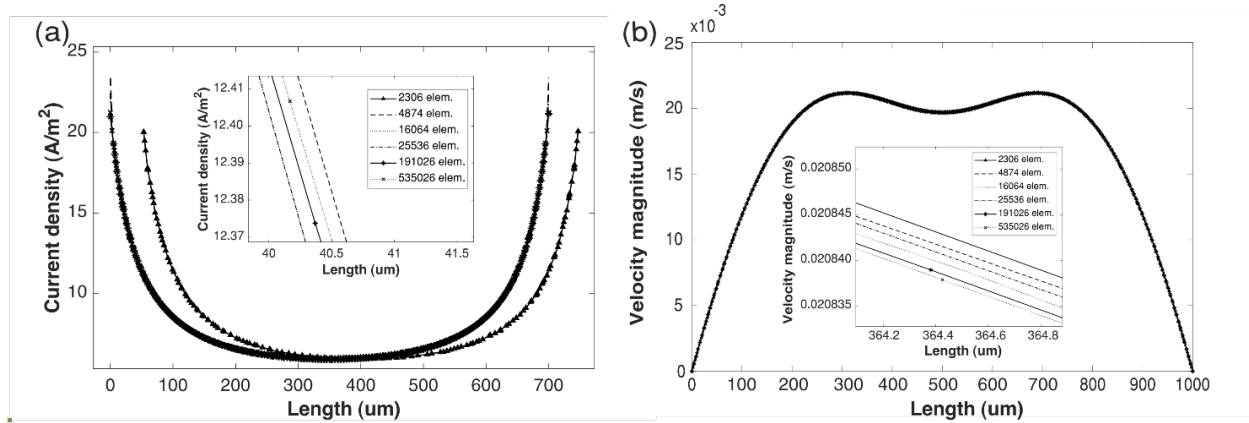 (a)
Current density (A/m²)
25
20
15
10
0
100
200
300
400
500
600
700
Length (um)
Current density (A/m²)
12.41
12.40
12.39
12.38
12.37
40
40.5
41
41.5
Length (um)
2306 elem.
4874 elem.
16064 elem.
25536 elem.
191026 elem.
535026 elem.
(b)
x10⁻³
Velocity magnitude (m/s)
25
20
15
10
5
0
0
100
200
300
400
500
600
700
800
900
1000
Length (um)
Velocity magnitude (m/s)
0.020850
0.020845
0.020840
0.020835
364.2
364.4
364.6
364.8
Length (um)
2306 elem.
4874 elem.
16064 elem.
25536 elem.
191026 elem.
535026 elem.